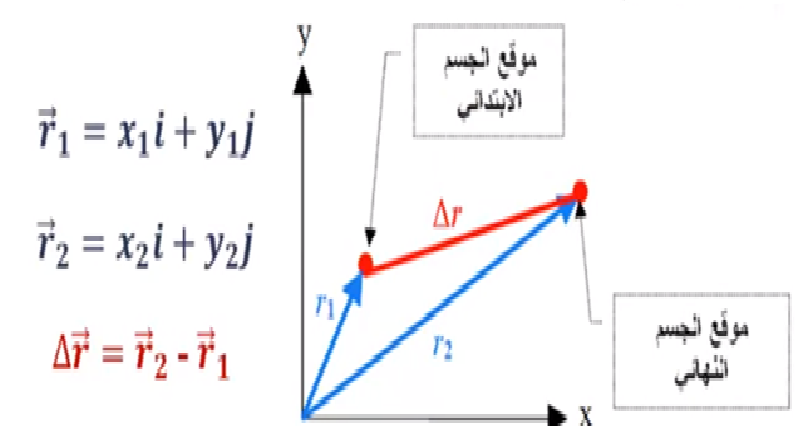 y
موقع الجسم
الابتدائي
r⃗₁ = x₁i + y₁j
r⃗₂ = x₂i + y₂j
Δr⃗ = r⃗₂ - r⃗₁
Δr
r₁
r₂
موقع الجسم
النهائي
x